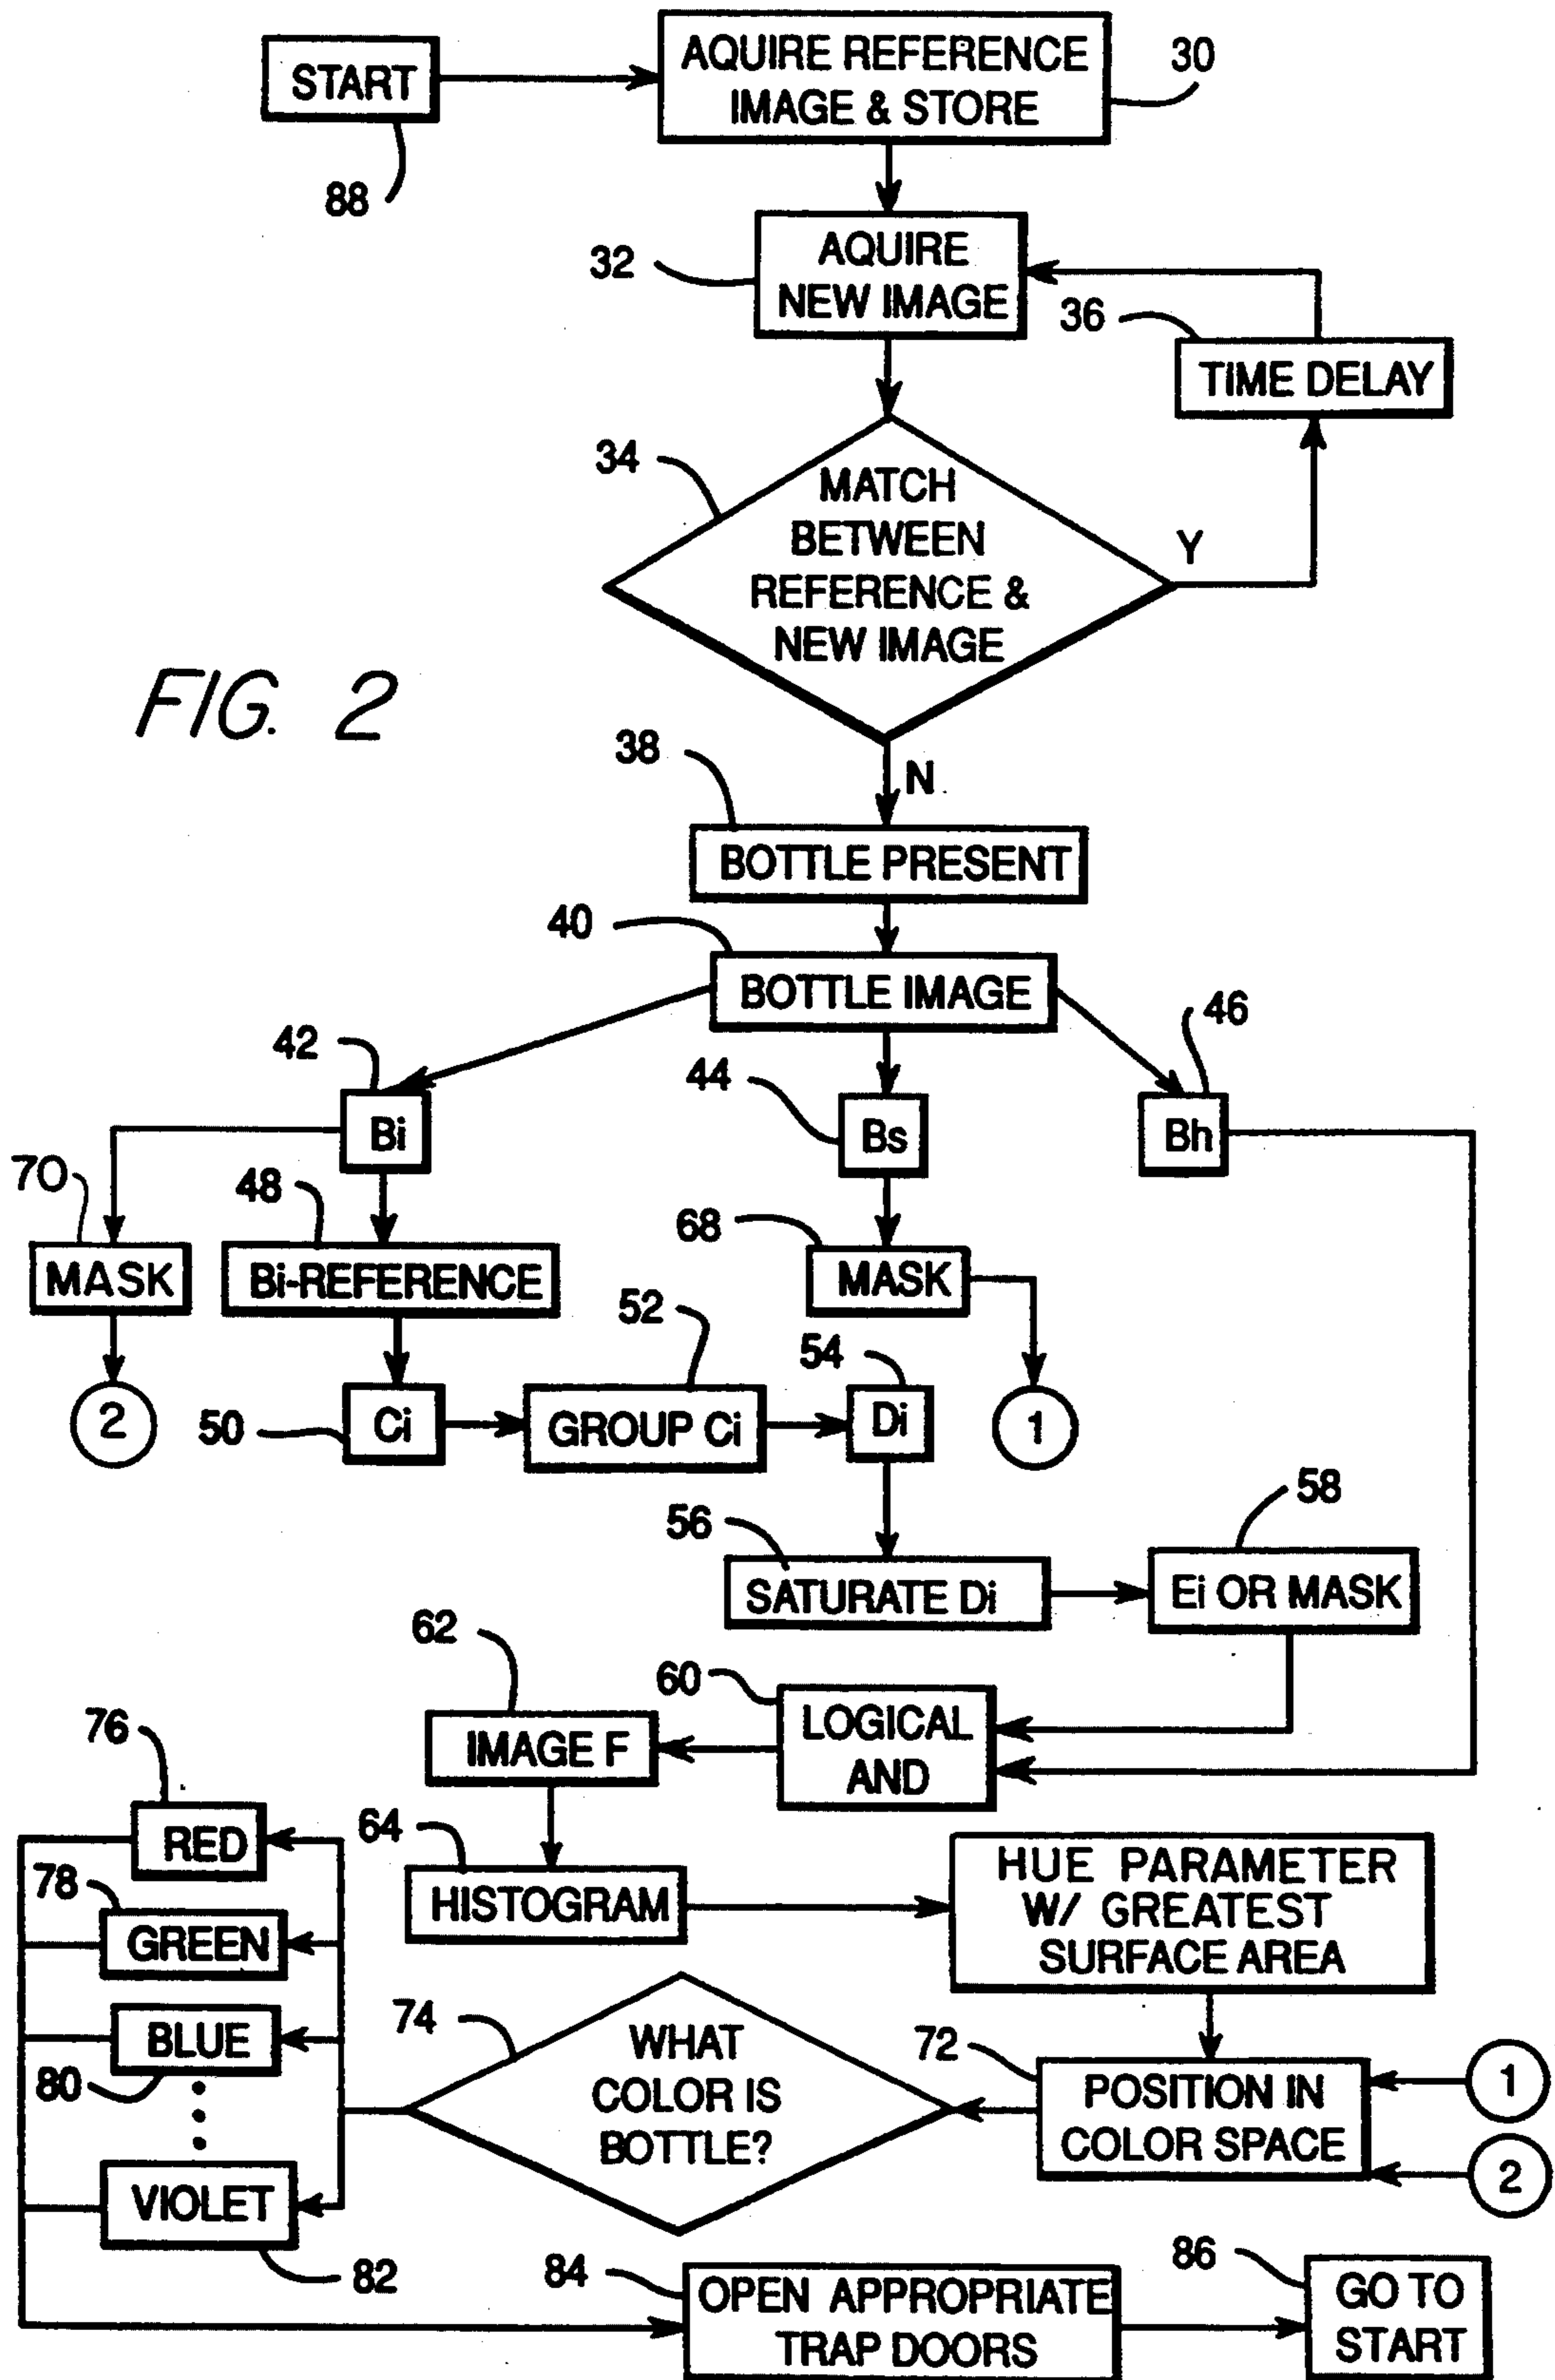 START
88
AQUIRE REFERENCE
IMAGE & STORE
30
AQUIRE
NEW IMAGE
32
36
TIME DELAY
34
MATCH
BETWEEN
REFERENCE &
NEW IMAGE
Y
FIG. 2
N
38
BOTTLE PRESENT
40
BOTTLE IMAGE
42
Bi
44
Bs
46
Bh
70
MASK
48
Bi-REFERENCE
68
MASK
2
50
Ci
52
GROUP Ci
54
Di
1
56
SATURATE Di
58
Ei OR MASK
60
LOGICAL
AND
62
IMAGE F
64
HISTOGRAM
HUE PARAMETER
W/ GREATEST
SURFACE AREA
76
RED
78
GREEN
80
BLUE
VIOLET
82
74
WHAT
COLOR IS
BOTTLE?
72
POSITION IN
COLOR SPACE
1
2
84
OPEN APPROPRIATE
TRAP DOORS
86
GO TO
START